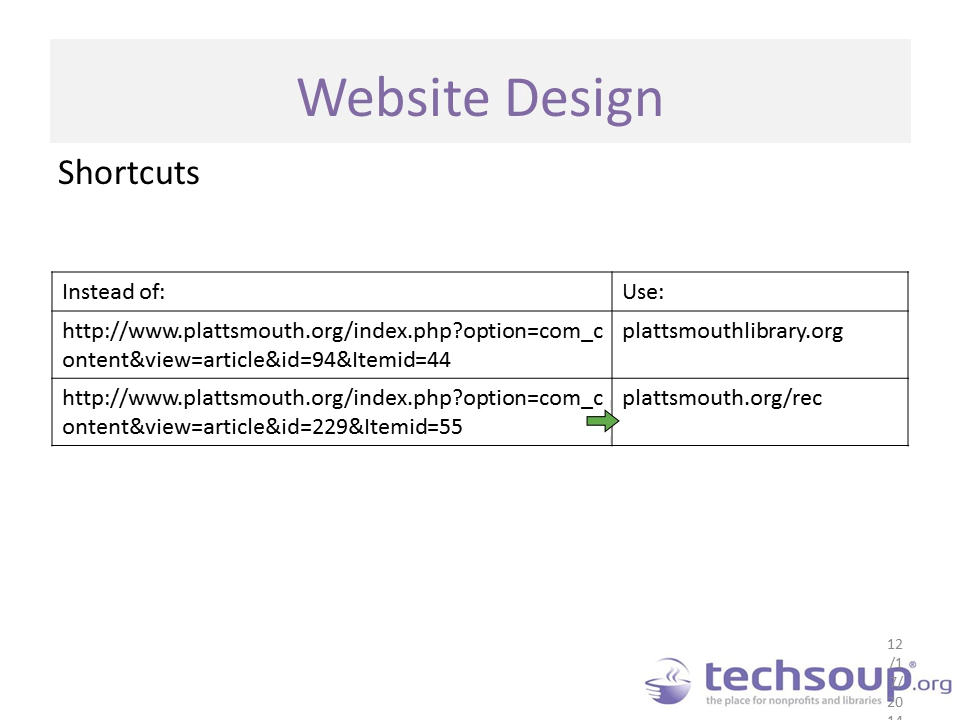 Website Design
Shortcuts
Instead of:
Use:
http://www.plattsmouth.org/index.php?option=com_c
ontent&view=article&id=94&Itemid=44
plattsmouthlibrary.org
http://www.plattsmouth.org/index.php?option=com_c
ontent&view=article&id=229&Itemid=55
plattsmouth.org/rec
12
/1
7/
20
14
techsoup®.org
the place for nonprofits and libraries